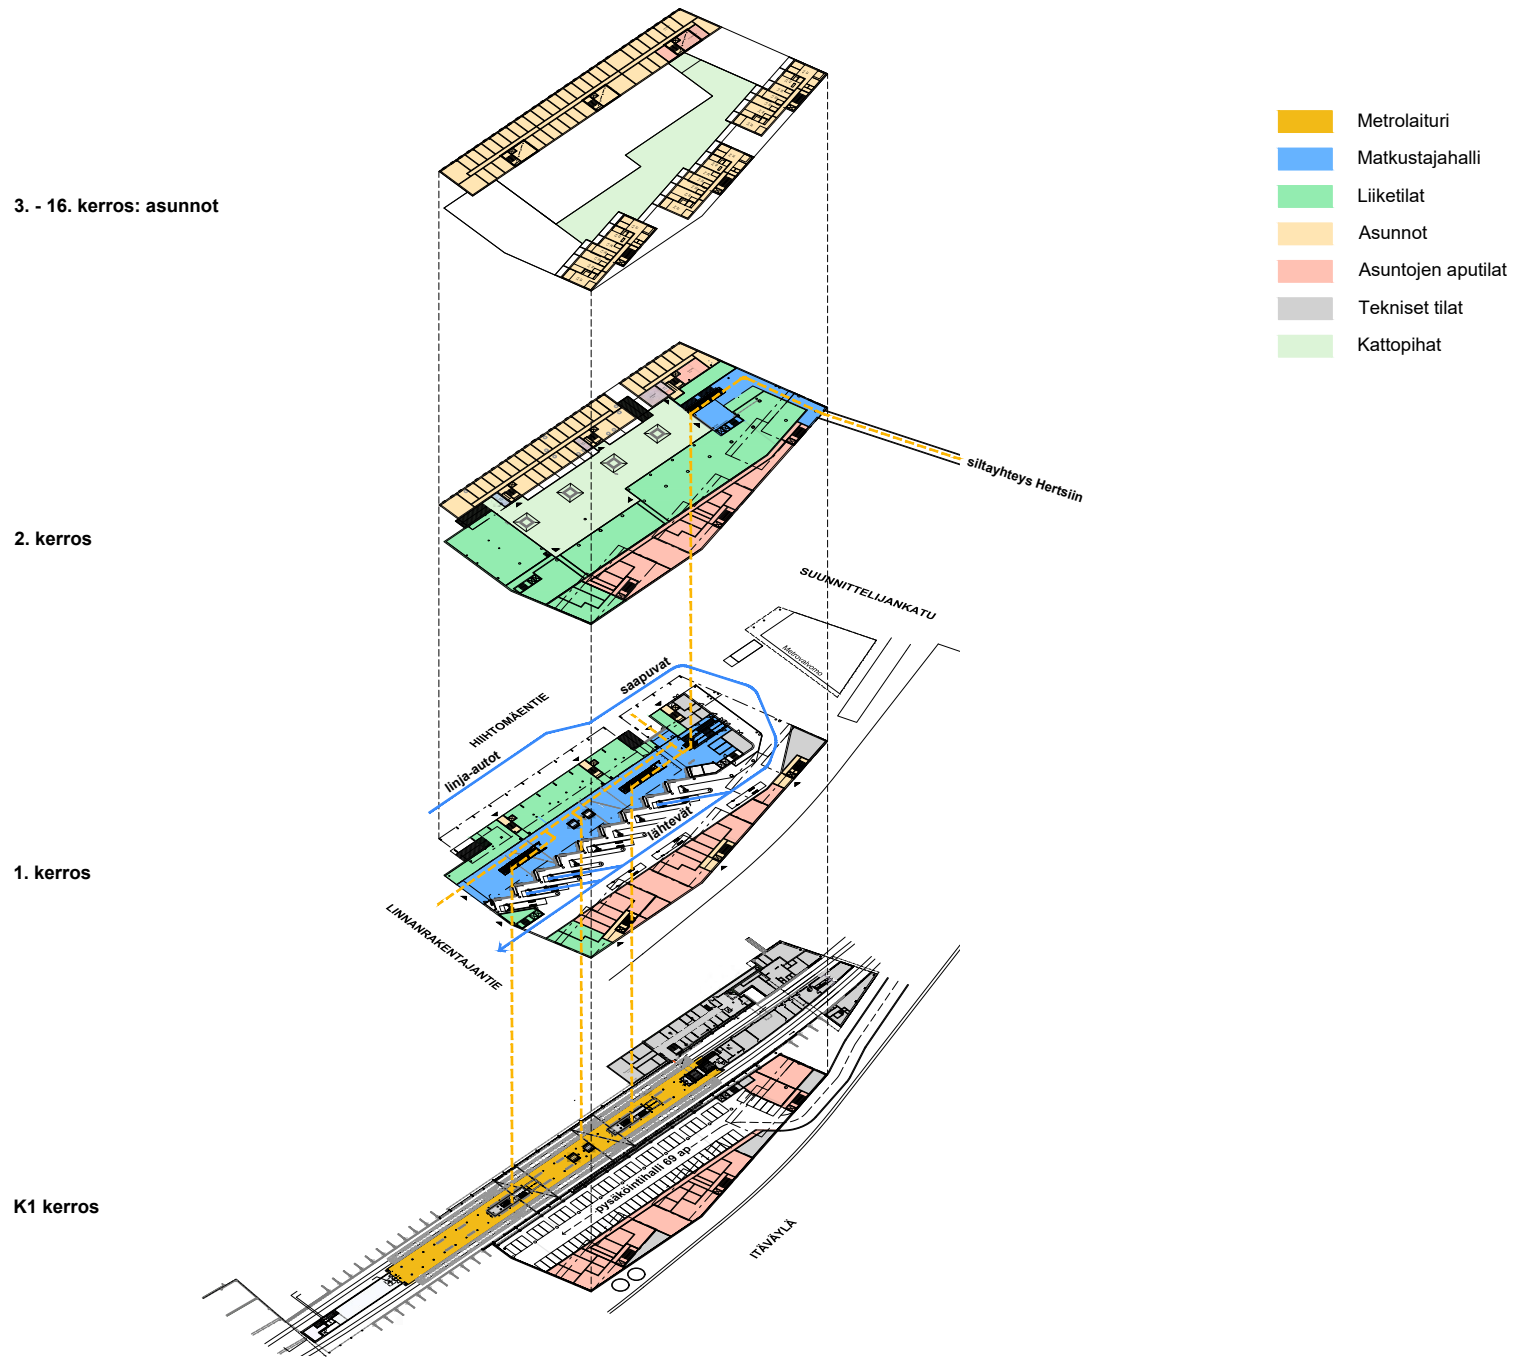 Metrolaituri
Matkustajahalli
Liiketilat
Asunnot
Asuntojen aputilat
Tekniset tilat
Kattopihat
3. - 16. kerros: asunnot
siltayhteys Hertsiin
2. kerros
SUUNNITTELIJANKATU
Metrovalvomo
saapuvat
HIIHTOMÄENTIE
linja-autot
lähtevät
1. kerros
LINNANRAKENTAJANTIE
pysäköintihalli 69 ap
K1 kerros
ITÄVÄYLÄ